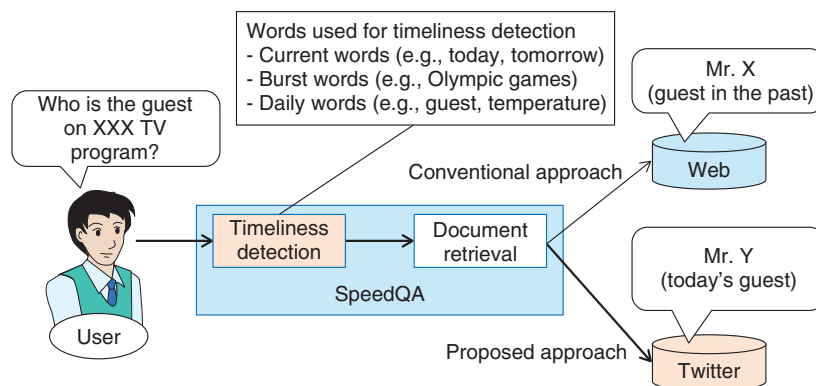 Words used for timeliness detection
- Current words (e.g., today, tomorrow)
- Burst words (e.g., Olympic games)
- Daily words (e.g., guest, temperature)
Who is the guest
on XXX TV
program?
Mr. X
(guest in the past)
Web
Conventional approach
Timeliness
detection
Document
retrieval
SpeedQA
User
Mr. Y
(today's guest)
Proposed approach
Twitter